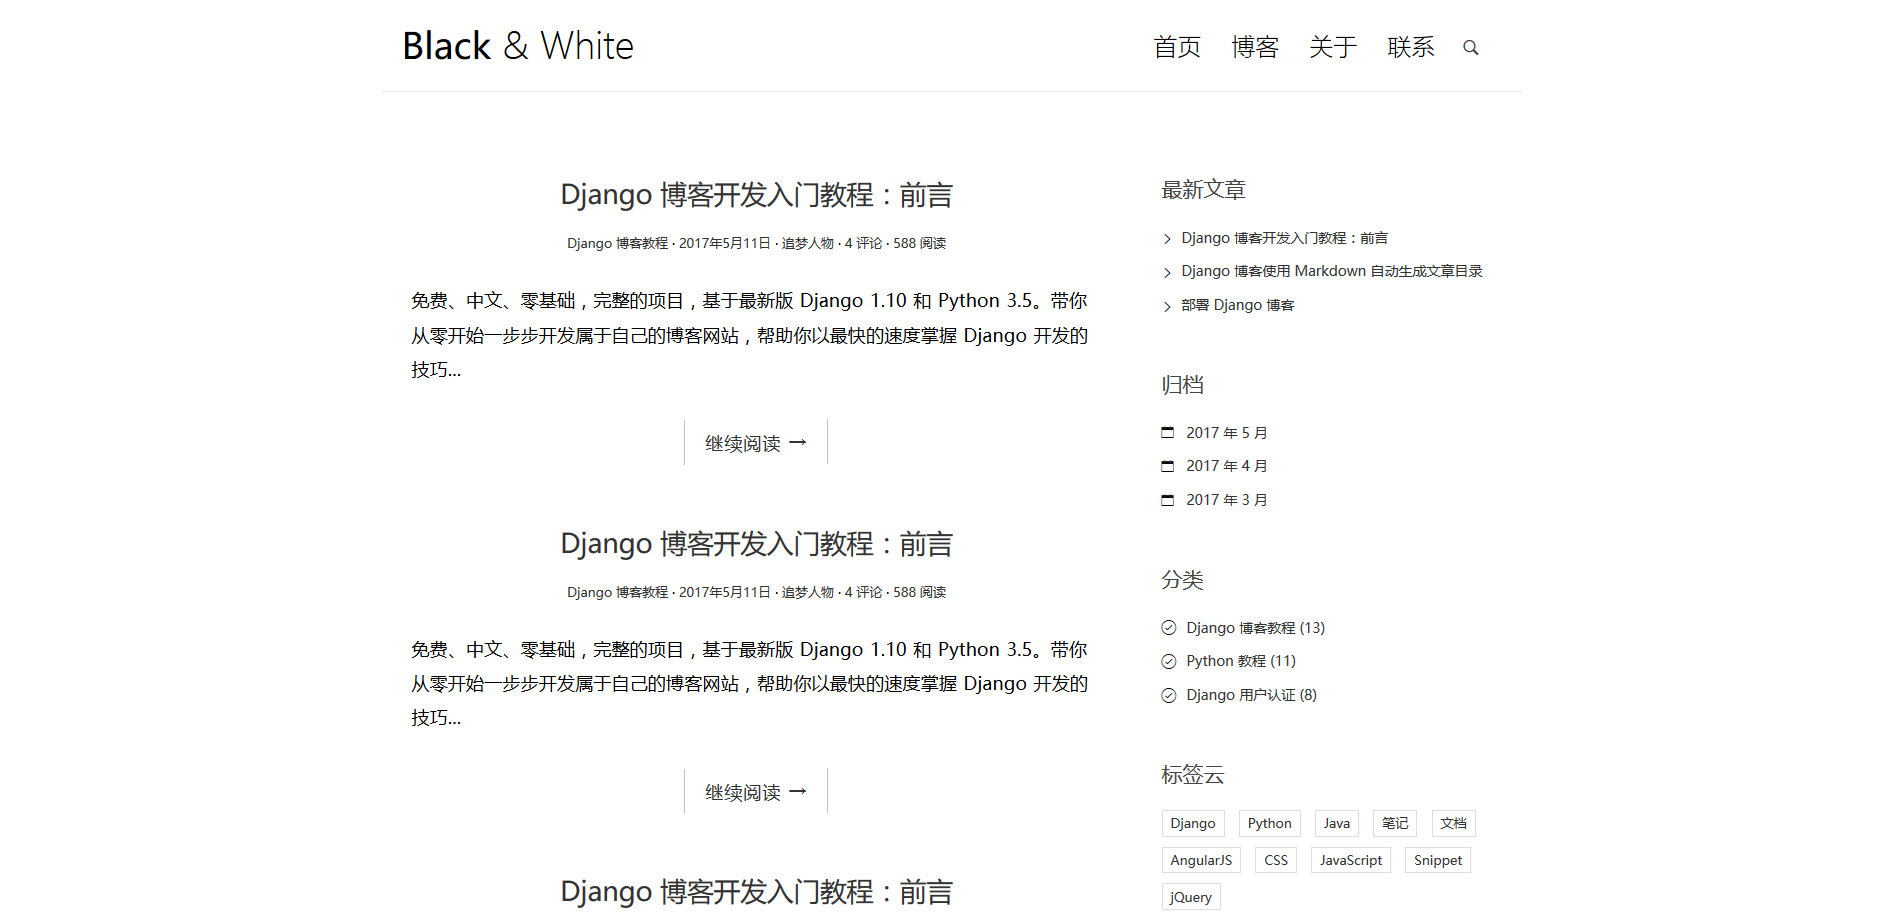 Black & White
首页 博客 关于 联系
Django 博客开发入门教程：前言
Django 博客教程 · 2017年5月11日 · 追梦人物 · 4 评论 · 588 阅读
免费、中文、零基础，完整的项目，基于最新版 Django 1.10 和 Python 3.5。带你
从零开始一步步开发属于自己的博客网站，帮助你以最快的速度掌握 Django 开发的
技巧...
继续阅读 →
Django 博客开发入门教程：前言
Django 博客教程 · 2017年5月11日 · 追梦人物 · 4 评论 · 588 阅读
免费、中文、零基础，完整的项目，基于最新版 Django 1.10 和 Python 3.5。带你
从零开始一步步开发属于自己的博客网站，帮助你以最快的速度掌握 Django 开发的
技巧...
继续阅读 →
Django 博客开发入门教程：前言
最新文章
Django 博客开发入门教程：前言
Django 博客使用 Markdown 自动生成文章目录
部署 Django 博客
归档
2017 年 5 月
2017 年 4 月
2017 年 3 月
分类
Django 博客教程 (13)
Python 教程 (11)
Django 用户认证 (8)
标签云
Django Python Java 笔记 文档
AngularJS CSS JavaScript Snippet
jQuery